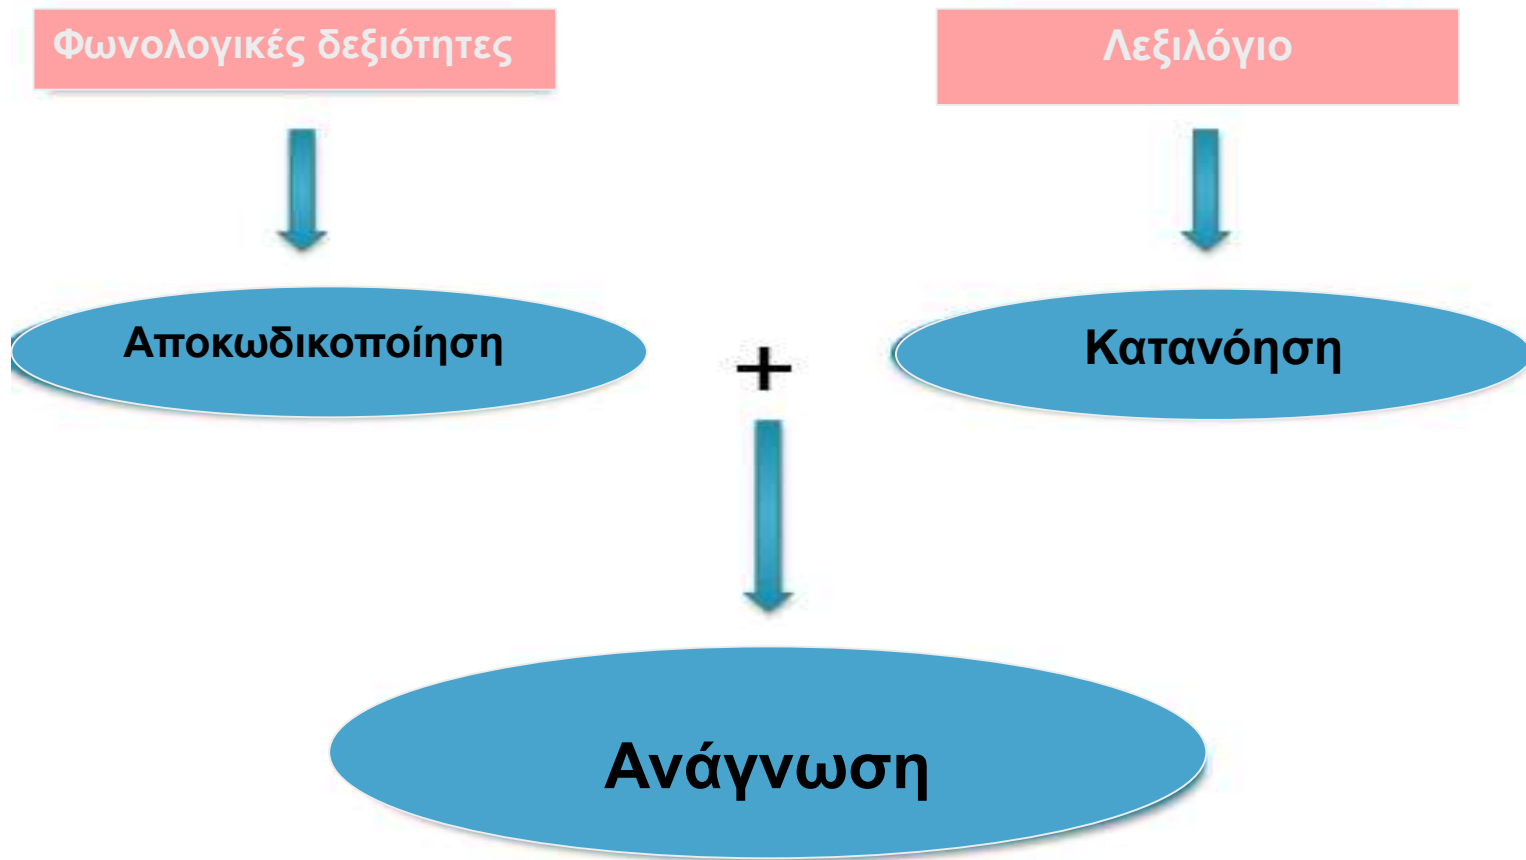 Φωνολογικές δεξιότητες
Λεξιλόγιο
Αποκωδικοποίηση
+
Κατανόηση
Ανάγνωση